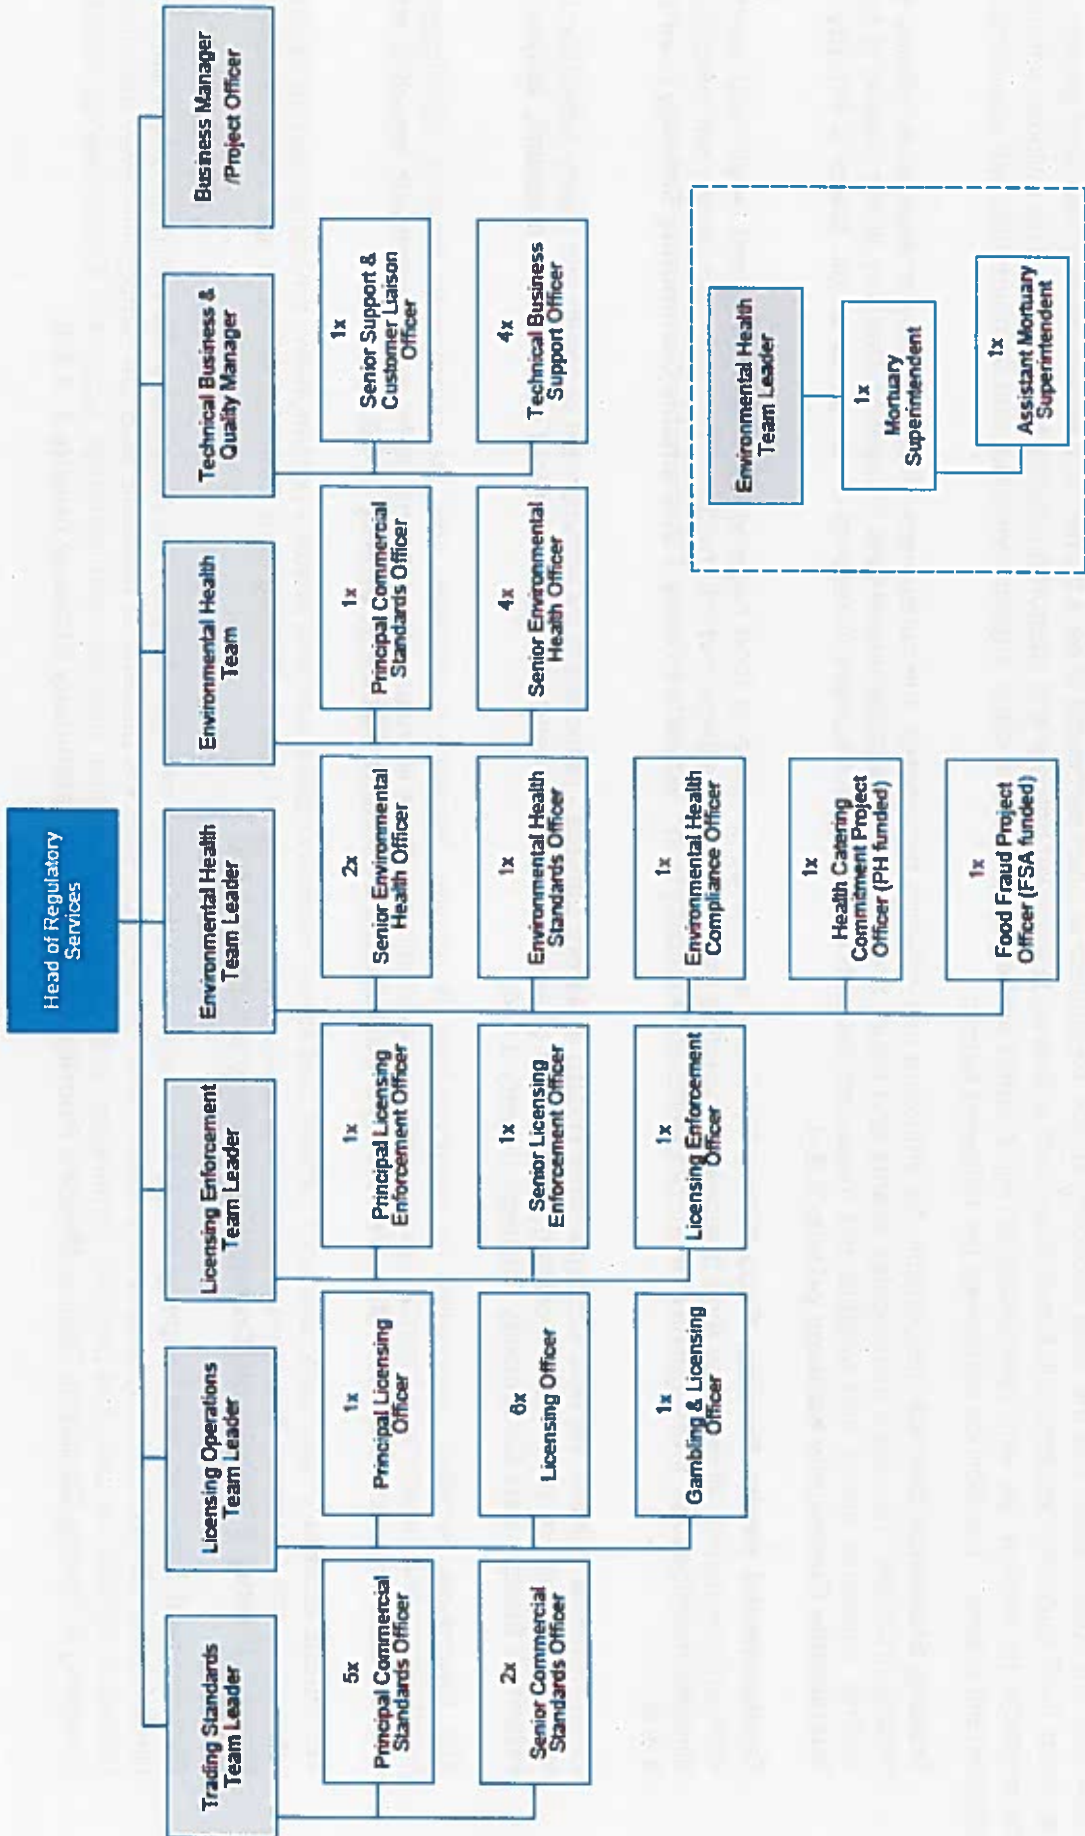 Head of Regulatory
Services
Trading Standards
Team Leader
Licensing Operations
Team Leader
Licensing Enforcement
Team Leader
Environmental Health
Team Leader
Environmental Health
Team
Technical Business &
Quality Manager
Business Manager
/Project Officer
5x
Principal Commercial
Standards Officer
2x
Senior Commercial
Standards Officer
1x
Principal Licensing
Officer
6x
Licensing Officer
1x
Gambling & Licensing
Officer
1x
Principal Licensing
Enforcement Officer
1x
Senior Licensing
Enforcement Officer
1x
Licensing Enforcement
Officer
2x
Senior Environmental
Health Officer
1x
Environmental Health
Standards Officer
1x
Environmental Health
Compliance Officer
1x
Health Catering
Commitment Project
Officer (PH funded)
1x
Food Fraud Project
Officer (FSA funded)
1x
Principal Commercial
Standards Officer
4x
Senior Environmental
Health Officer
1x
Senior Support &
Customer Liaison
Officer
4x
Technical Business
Support Officer
Environmental Health
Team Leader
1x
Mortuary
Superintendent
1x
Assistant Mortuary
Superintendent